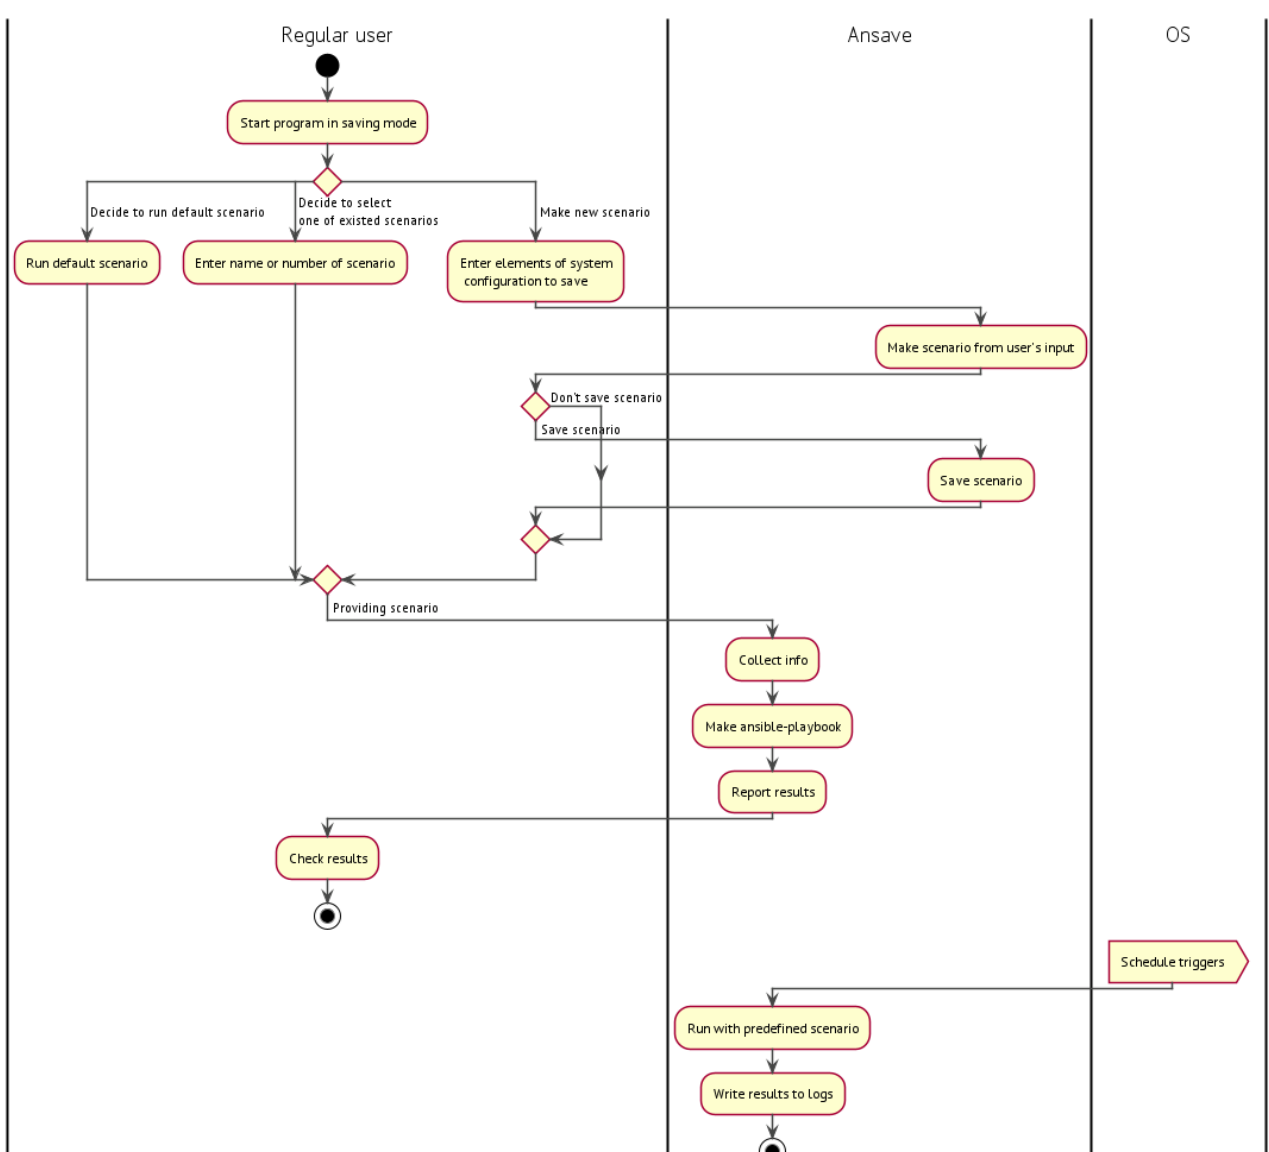 Regular user
Ansave
OS
Start program in saving mode
Decide to run default scenario
Decide to select
one of existed scenarios
Make new scenario
Run default scenario
Enter name or number of scenario
Enter elements of system
configuration to save
Make scenario from user's input
Don't save scenario
Save scenario
Save scenario
Providing scenario
Collect info
Make ansible-playbook
Report results
Check results
Schedule triggers
Run with predefined scenario
Write results to logs